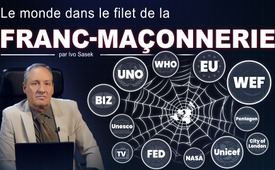 Le monde dans le filet de la
FRANC-MAÇONNERIE
par Ivo Sasek
WHO
EU
UNO
WEF
BIZ
Pentagon
Unesco
City of
London
TV
FED
NASA
Unicef